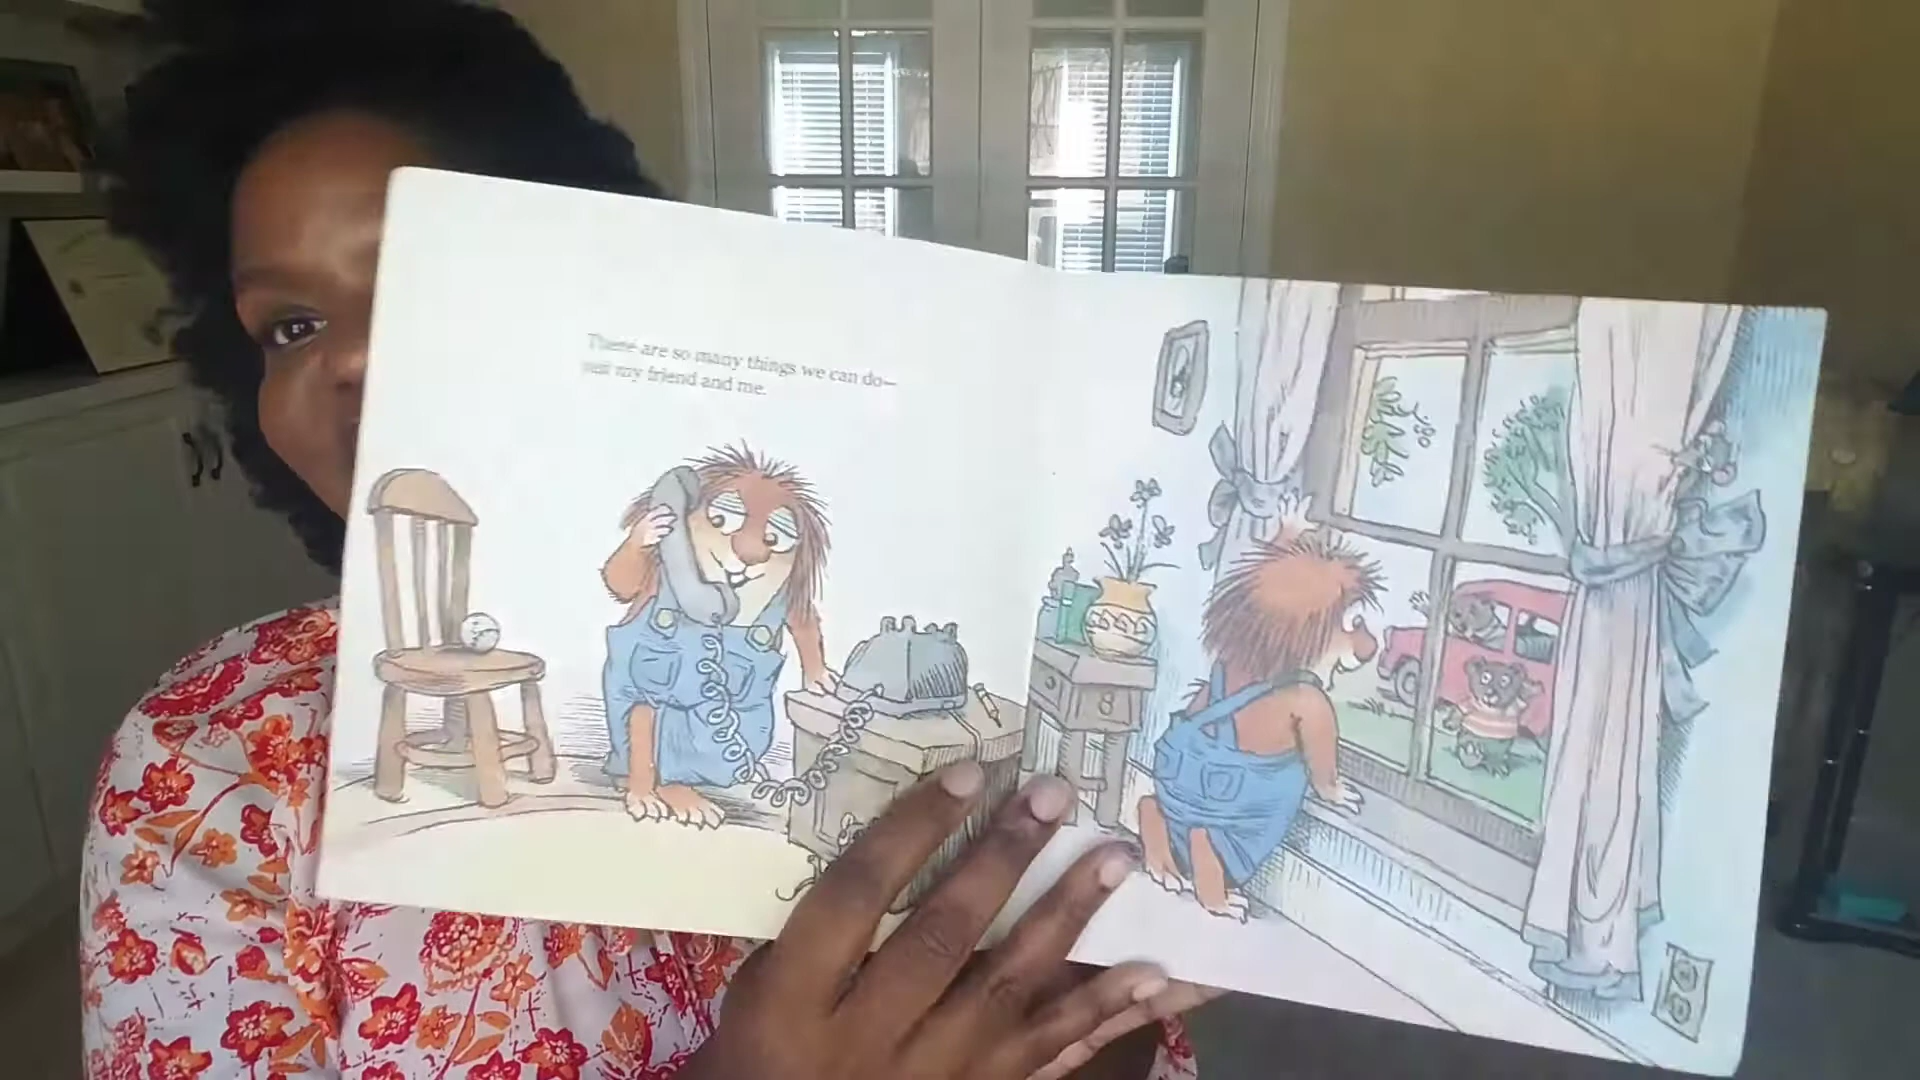 There are so many things we can do—
just my friend and me.